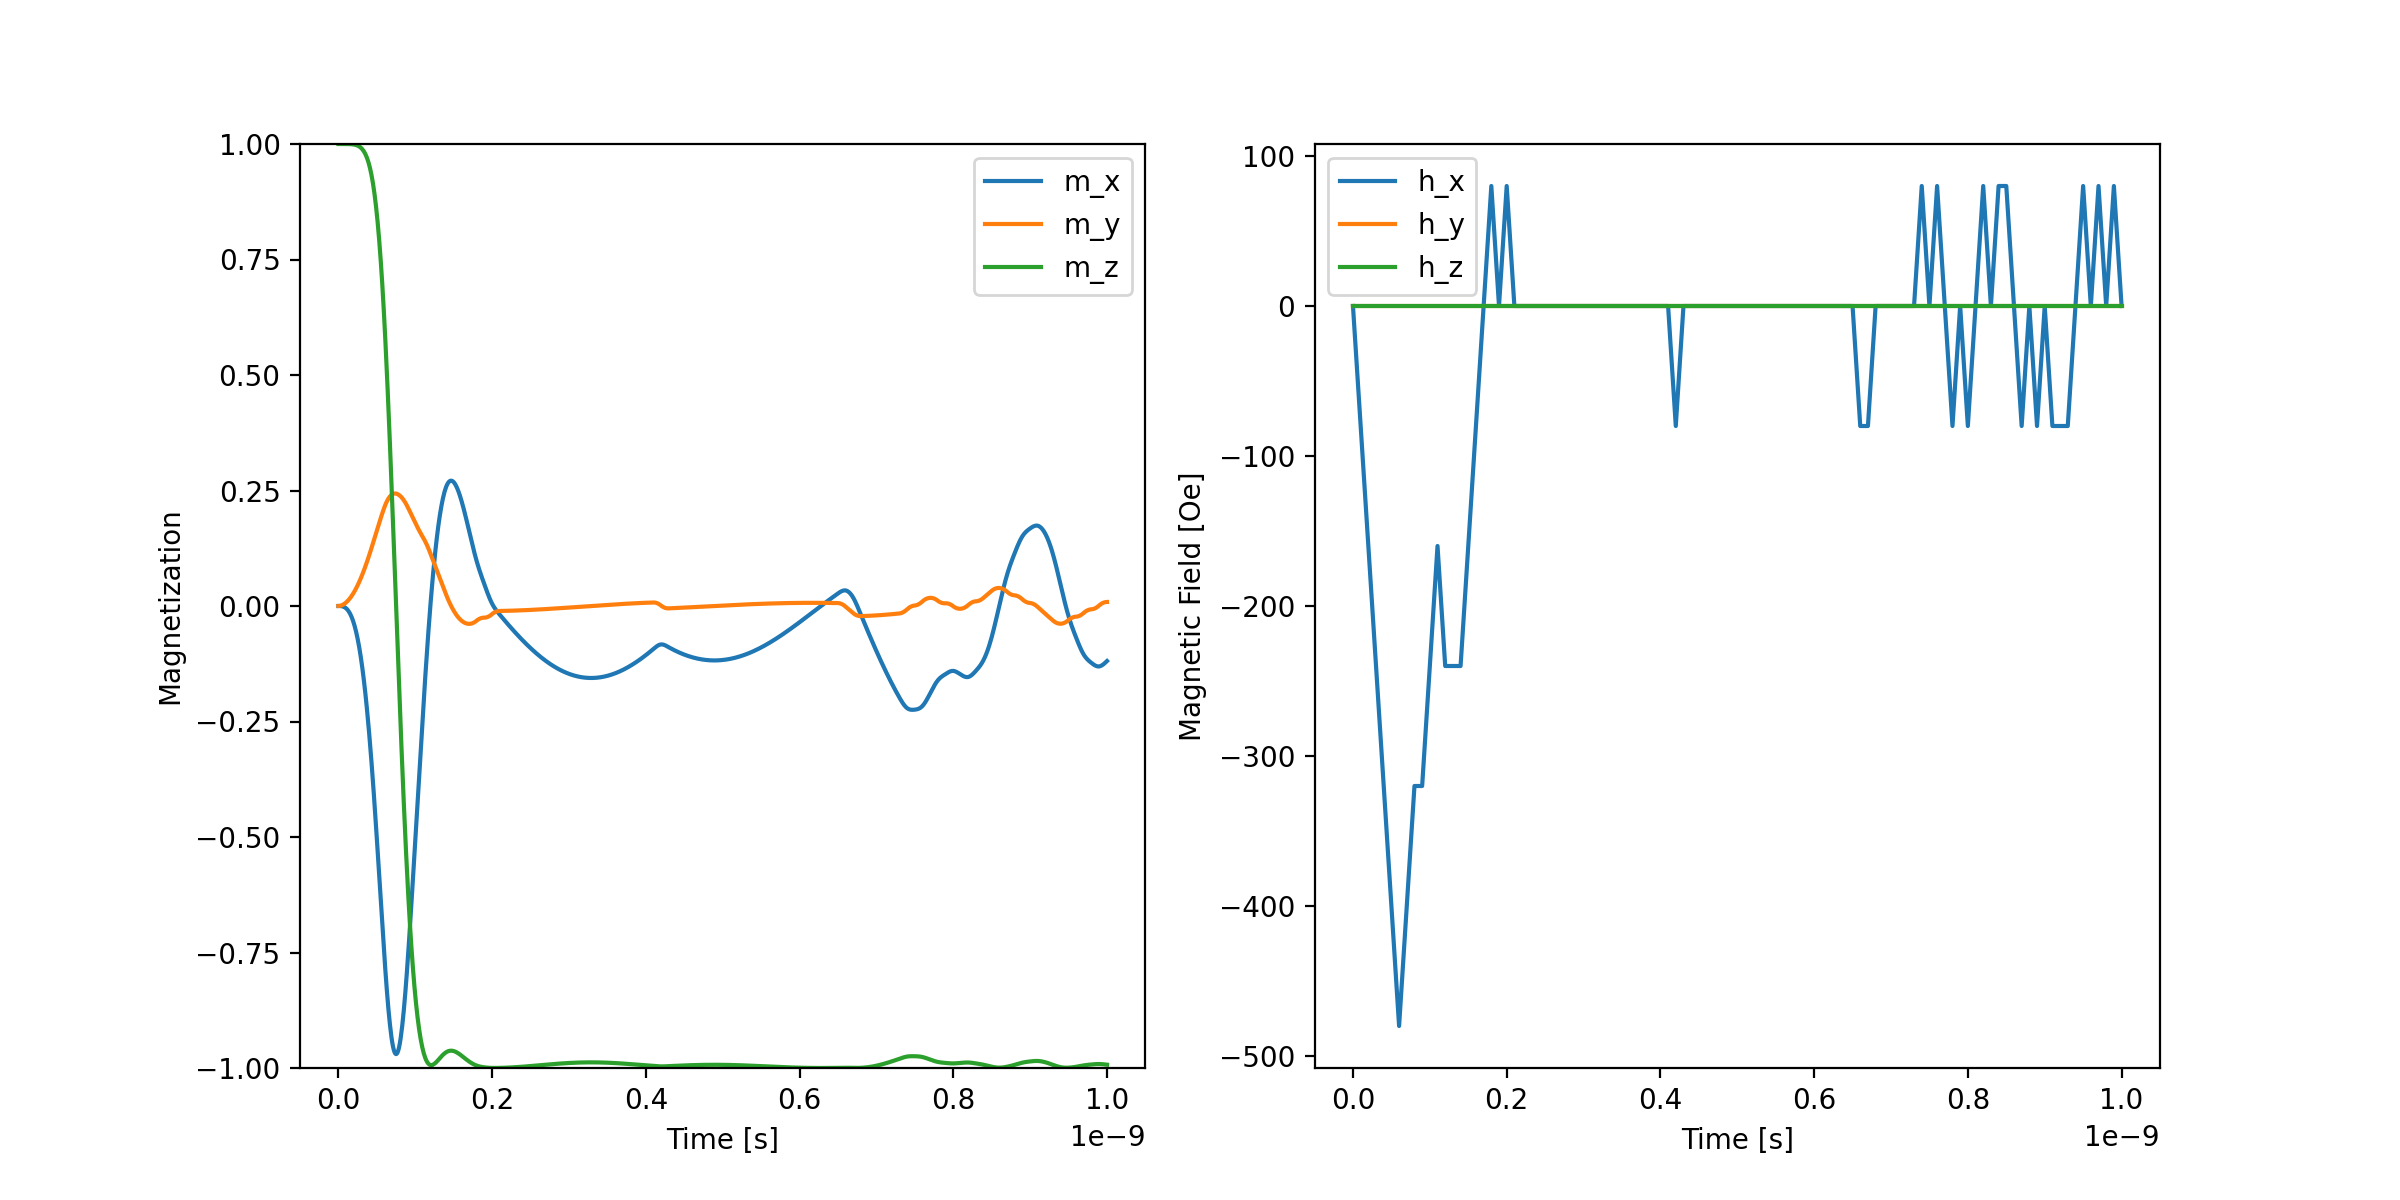 1.00
0.75
0.50
0.25
0.00
−0.25
−0.50
−0.75
−1.00
Magnetization
m_x
m_y
m_z
0.0 0.2 0.4 0.6 0.8 1.0
Time [s]
1e−9
100
0
−100
−200
−300
−400
−500
Magnetic Field [Oe]
h_x
h_y
h_z
0.0 0.2 0.4 0.6 0.8 1.0
Time [s]
1e−9